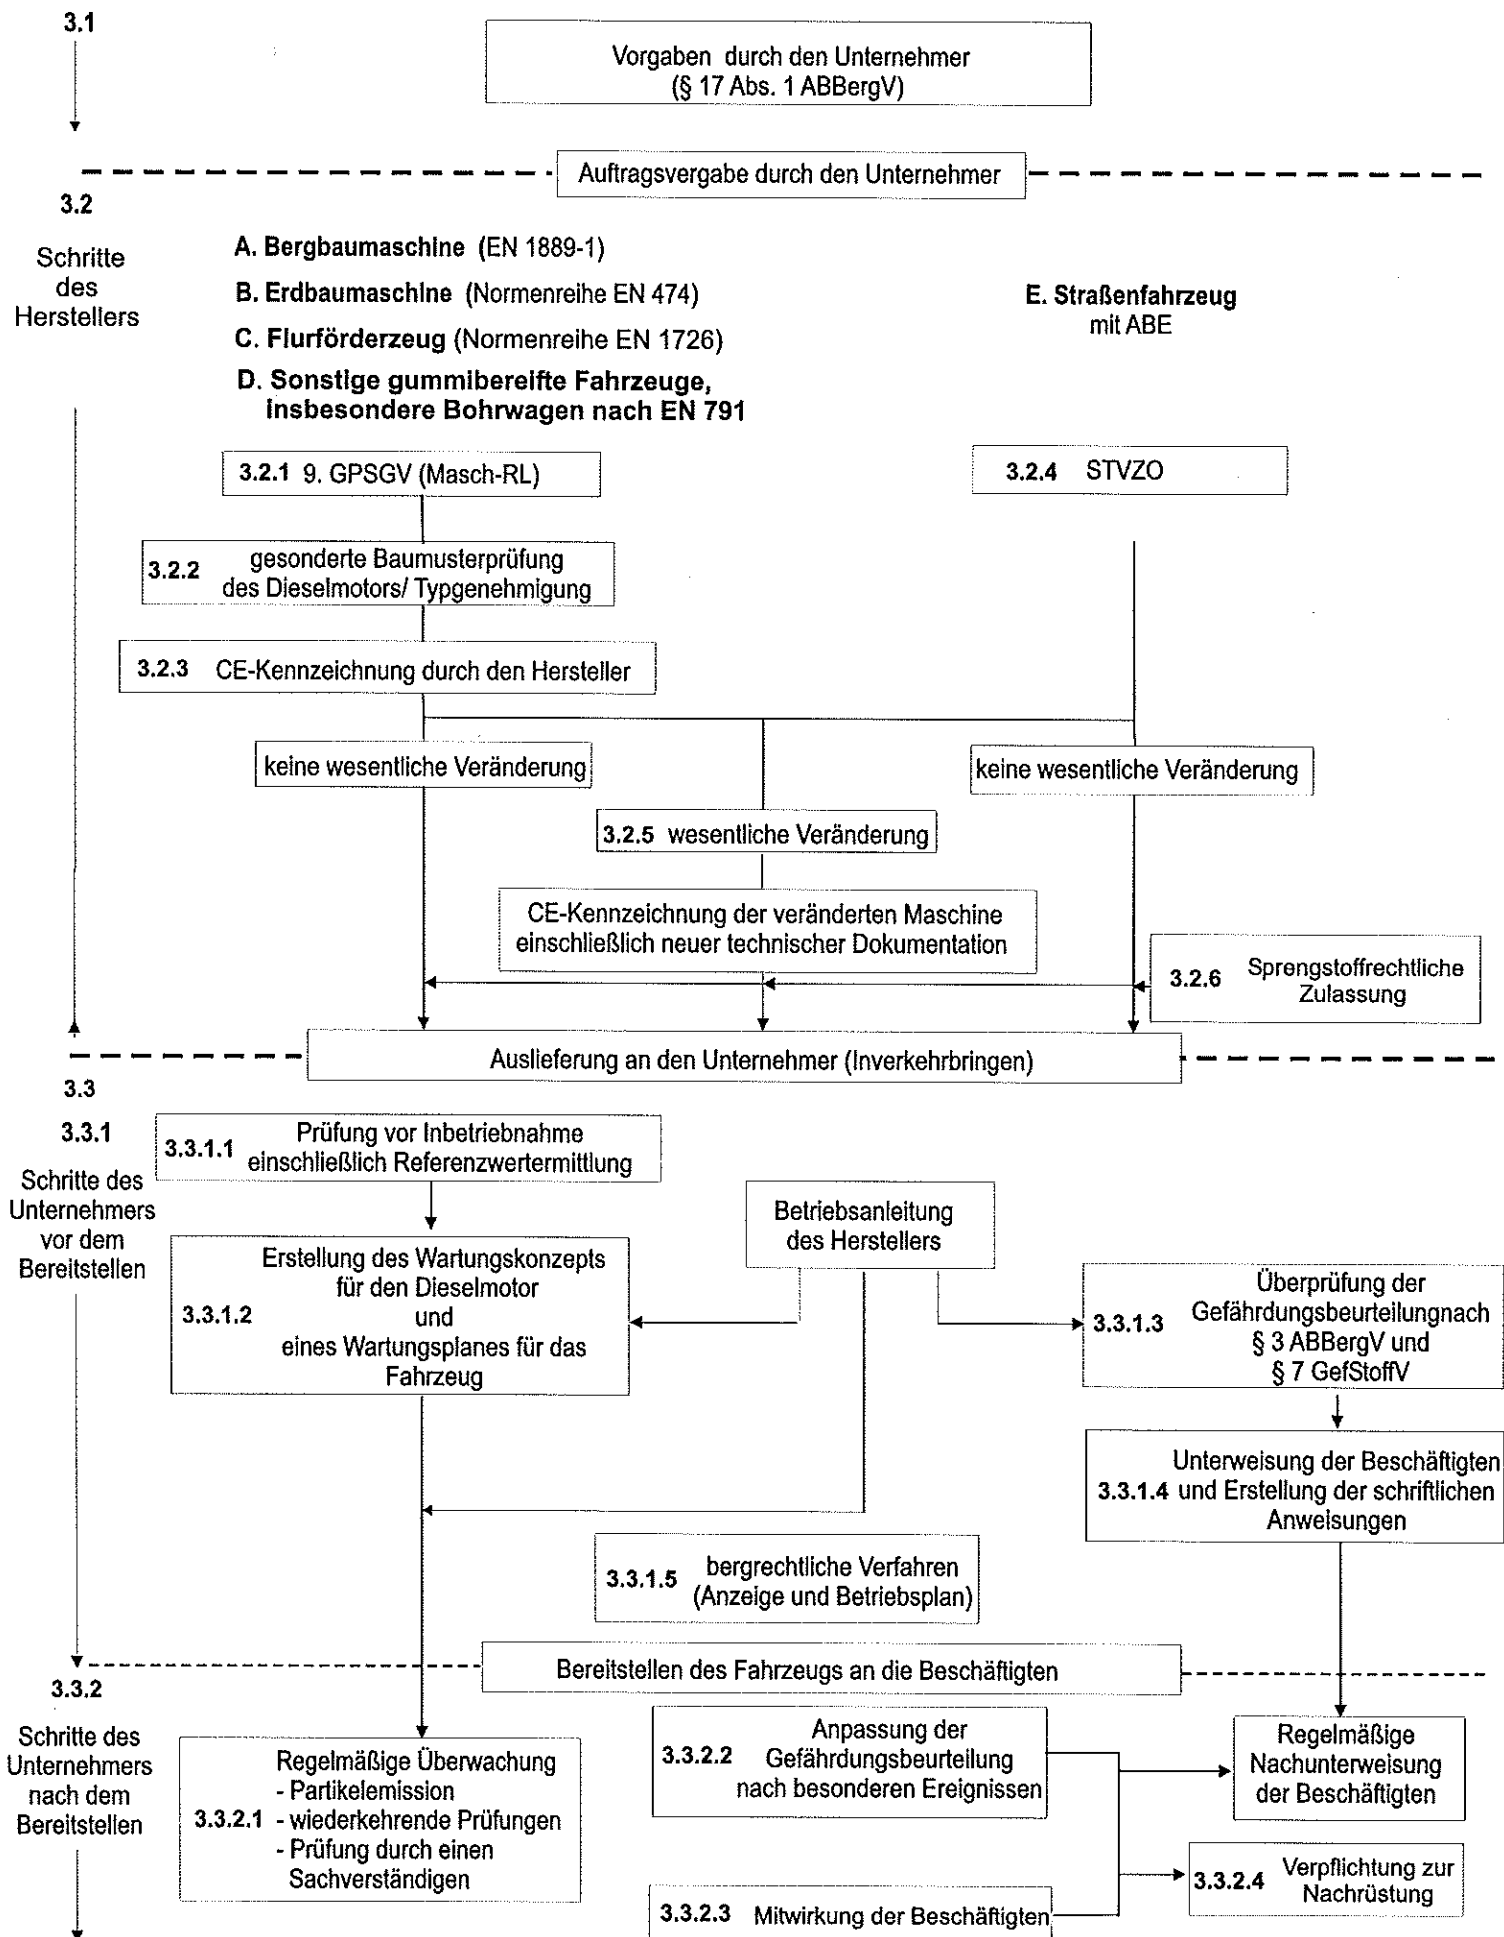 3.1
Vorgaben durch den Unternehmer
(§ 17 Abs. 1 ABBergV)
Auftragsvergabe durch den Unternehmer
3.2
Schritte
des
Herstellers
A. Bergbaumaschine (EN 1889-1)
B. Erdbaumaschine (Normenreihe EN 474)
C. Flurförderzeug (Normenreihe EN 1726)
D. Sonstige gummibereifte Fahrzeuge,
insbesondere Bohrwagen nach EN 791
E. Straßenfahrzeug
mit ABE
3.2.1 9. GPSGV (Masch-RL)
3.2.4 STVZO
3.2.2 gesonderte Baumusterprüfung
des Dieselmotors/ Typgenehmigung
3.2.3 CE-Kennzeichnung durch den Hersteller
keine wesentliche Veränderung
keine wesentliche Veränderung
3.2.5 wesentliche Veränderung
CE-Kennzeichnung der veränderten Maschine
einschließlich neuer technischer Dokumentation
3.2.6 Sprengstoffrechtliche
Zulassung
Auslieferung an den Unternehmer (Inverkehrbringen)
3.3
3.3.1
Schritte des
Unternehmers
vor dem
Bereitstellen
3.3.1.1 Prüfung vor Inbetriebnahme
einschließlich Referenzwertermittlung
Betriebsanleitung
des Herstellers
3.3.1.2 Erstellung des Wartungskonzepts
für den Dieselmotor
und
eines Wartungsplanes für das
Fahrzeug
3.3.1.3 Überprüfung der
Gefährdungsbeurteilungnach
§ 3 ABBergV und
§ 7 GefStoffV
3.3.1.4 Unterweisung der Beschäftigten
und Erstellung der schriftlichen
Anweisungen
3.3.1.5 bergrechtliche Verfahren
(Anzeige und Betriebsplan)
Bereitstellen des Fahrzeugs an die Beschäftigten
3.3.2
Schritte des
Unternehmers
nach dem
Bereitstellen
3.3.2.1 Regelmäßige Überwachung
- Partikelemission
- wiederkehrende Prüfungen
- Prüfung durch einen
Sachverständigen
3.3.2.2 Anpassung der
Gefährdungsbeurteilung
nach besonderen Ereignissen
Regelmäßige
Nachunterweisung
der Beschäftigten
3.3.2.4 Verpflichtung zur
Nachrüstung
3.3.2.3 Mitwirkung der Beschäftigten